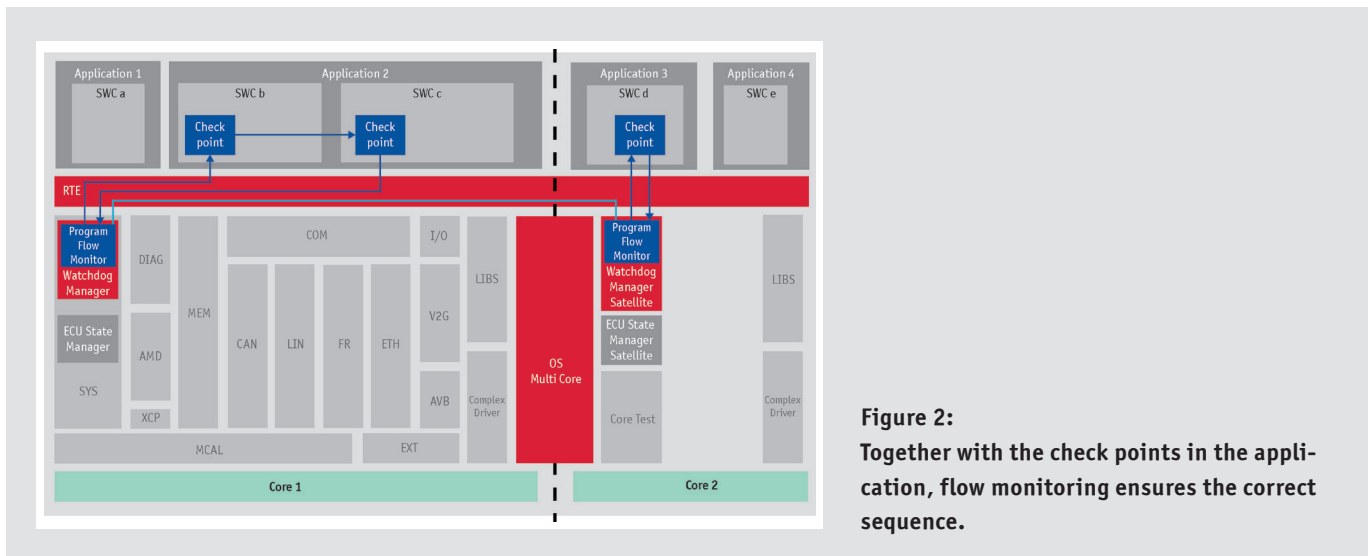 Application 1
SWC a
Application 2
SWC b
SWC c
Check
point
Check
point
Application 3
SWC d
Check
point
Application 4
SWC e
RTE
Program
Flow
Monitor
Watchdog
Manager
ECU State
Manager
SYS
DIAG
AMD
XCP
MEM
COM
CAN
LIN
FR
ETH
I/O
V2G
AVB
LIBS
Complex
Driver
MCAL
EXT
OS
Multi Core
Program
Flow
Monitor
Watchdog
Manager
Satellite
ECU State
Manager
Satellite
Core Test
LIBS
Complex
Driver
Core 1
Core 2
Figure 2:
Together with the check points in the appli-
cation, flow monitoring ensures the correct
sequence.